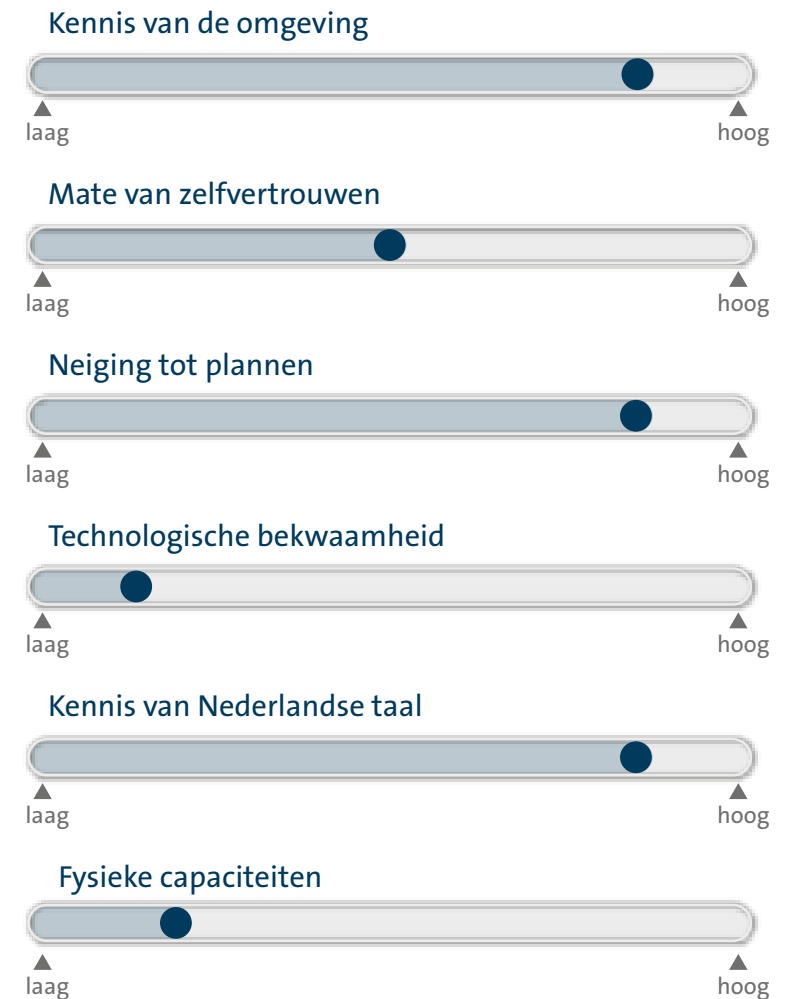 Kennis van de omgeving
laag hoog
Mate van zelfvertrouwen
laag hoog
Neiging tot plannen
laag hoog
Technologische bekwaamheid
laag hoog
Kennis van Nederlandse taal
laag hoog
Fysieke capaciteiten
laag hoog